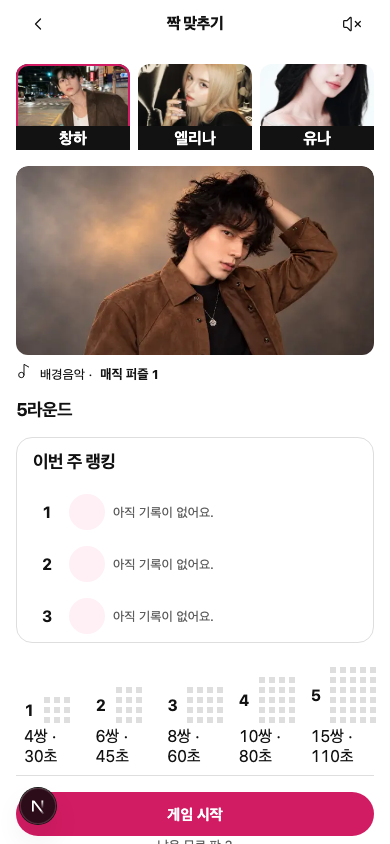 짝 맞추기
창하
엘리나
유나
배경음악 · 매직 퍼즐 1
5라운드
이번 주 랭킹
1 아직 기록이 없어요.
2 아직 기록이 없어요.
3 아직 기록이 없어요.
1
4쌍 ·
30초
2
6쌍 ·
45초
3
8쌍 ·
60초
4
10쌍 ·
80초
5
15쌍 ·
110초
N
게임 시작